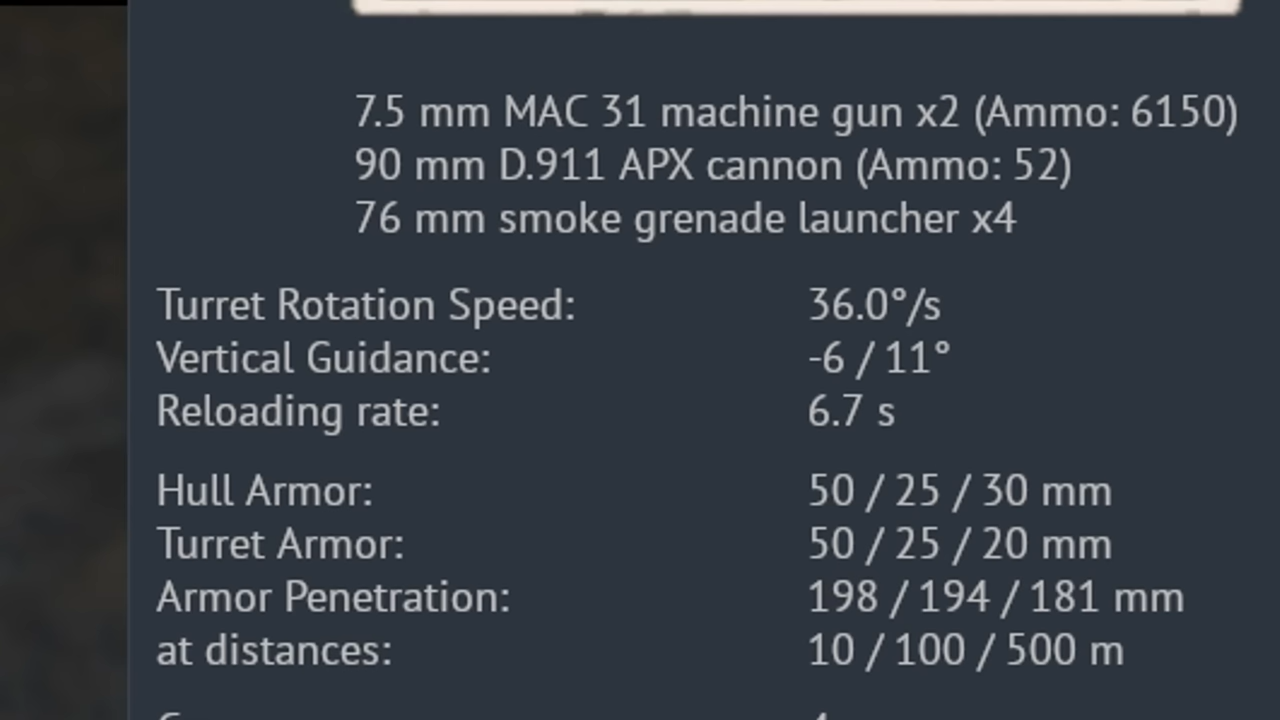 7.5 mm MAC 31 machine gun x2 (Ammo: 6150)
90 mm D.911 APX cannon (Ammo: 52)
76 mm smoke grenade launcher x4
Turret Rotation Speed: 36.0°/s
Vertical Guidance: -6 / 11°
Reloading rate: 6.7 s
Hull Armor: 50 / 25 / 30 mm
Turret Armor: 50 / 25 / 20 mm
Armor Penetration: 198 / 194 / 181 mm
at distances: 10 / 100 / 500 m